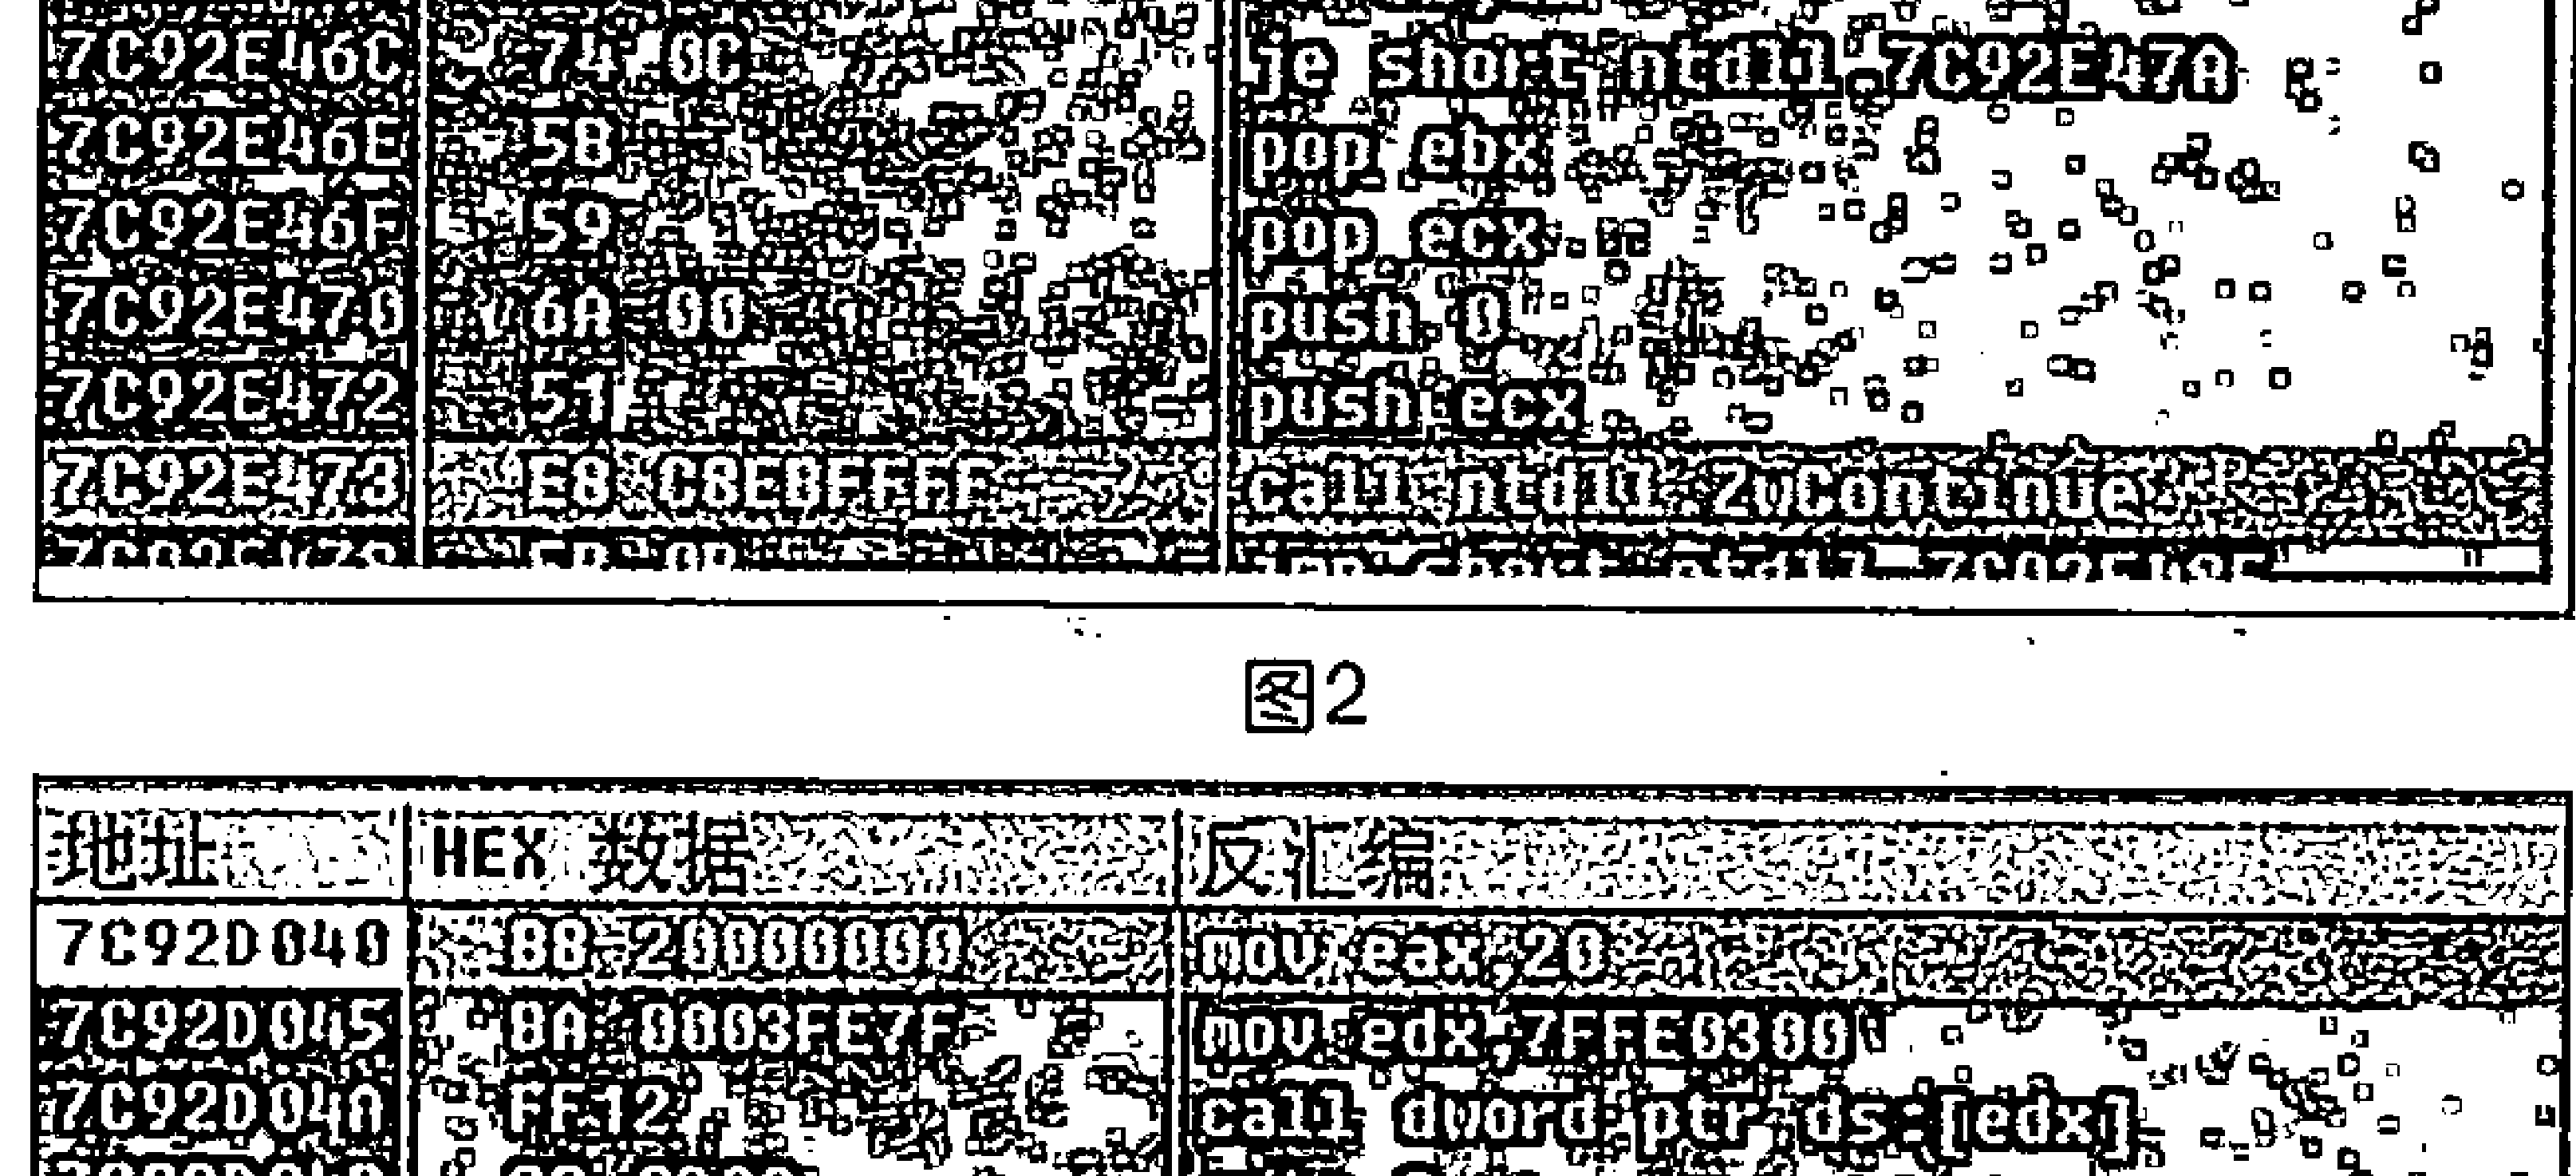 7C92E46C 74 0C je short ntdll.7C92E47A
7C92E46E 5B pop ebx
7C92E46F 59 pop ecx
7C92E470 6A 00 push 0
7C92E472 51 push ecx
7C92E473 E8 C8EBFFFF call ntdll.ZwContinue
图2
地址 HEX 数据 反汇编
7C92D040 B8 20000000 mov eax,20
7C92D045 BA 0003FE7F mov edx,7FFE0300
7C92D04A FF12 call dword ptr ds:[edx]